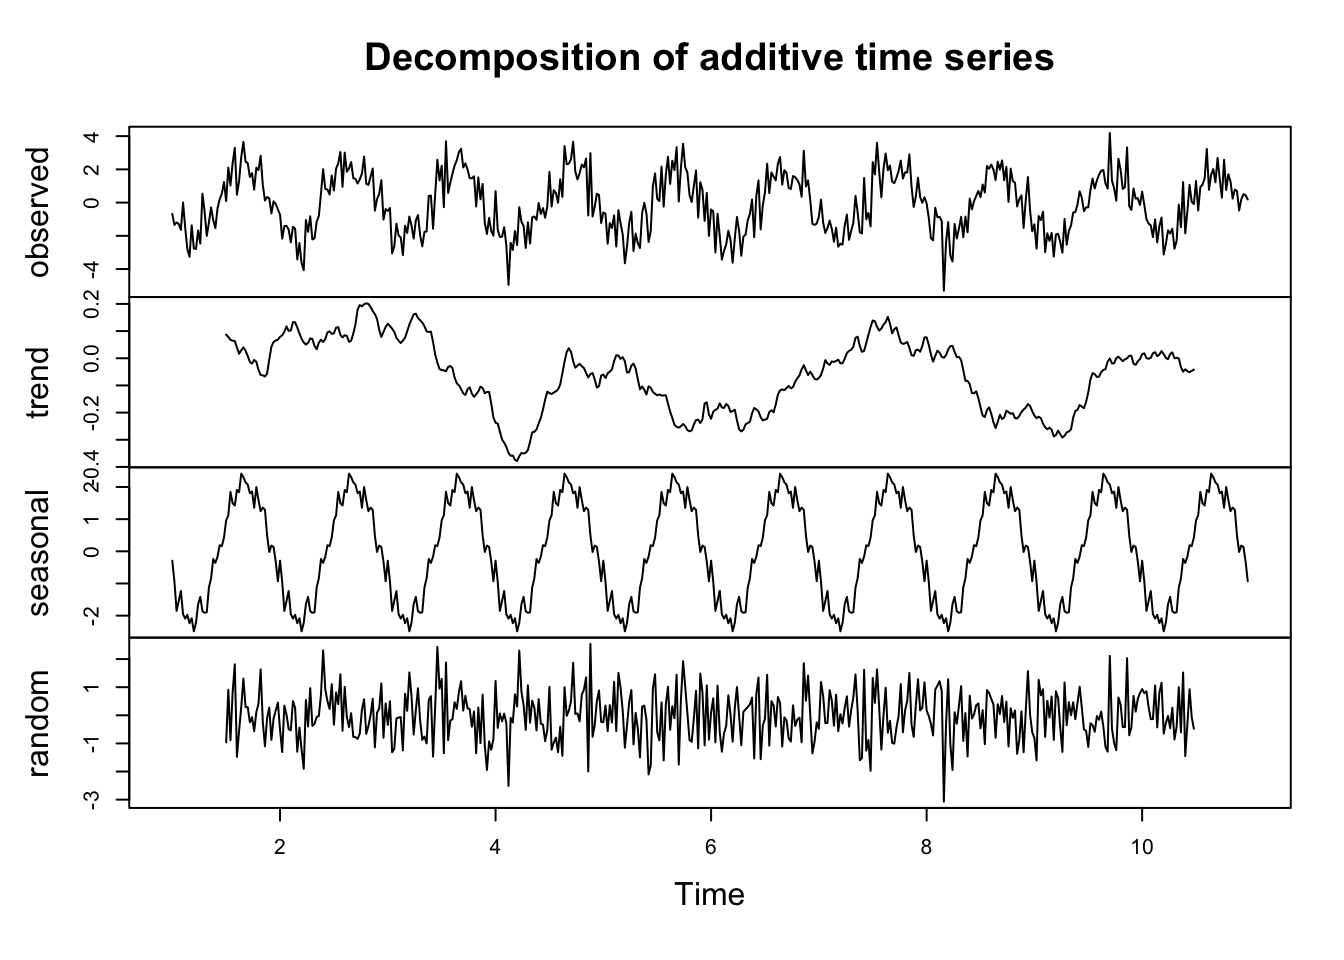 Decomposition of additive time series
observed
4
2
0
-4
trend
0.2
0.0
-0.2
-0.4
seasonal
2
1
0
-2
random
1
-1
-3
2 4 6 8 10
Time